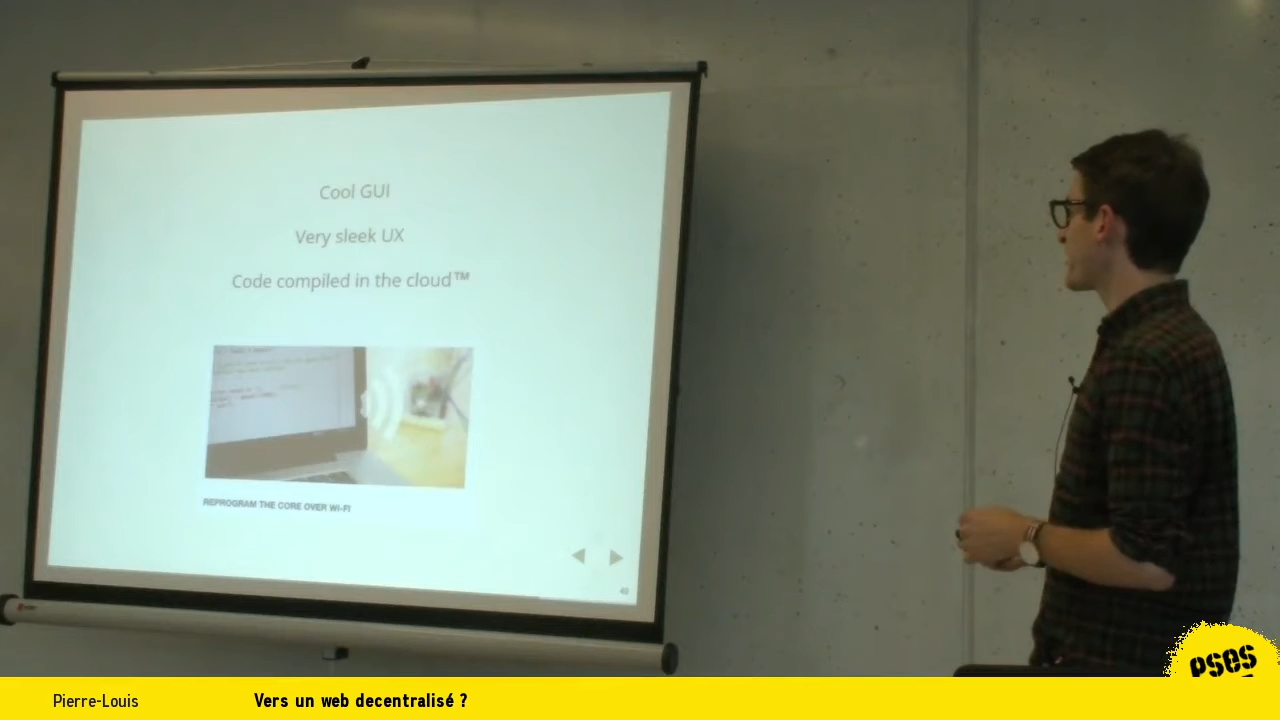 Cool GUI
Very sleek UX
Code compiled in the cloud™
REPROGRAM THE CORE OVER WI-FI
40
Pierre-Louis
Vers un web decentralisé ?
PSES